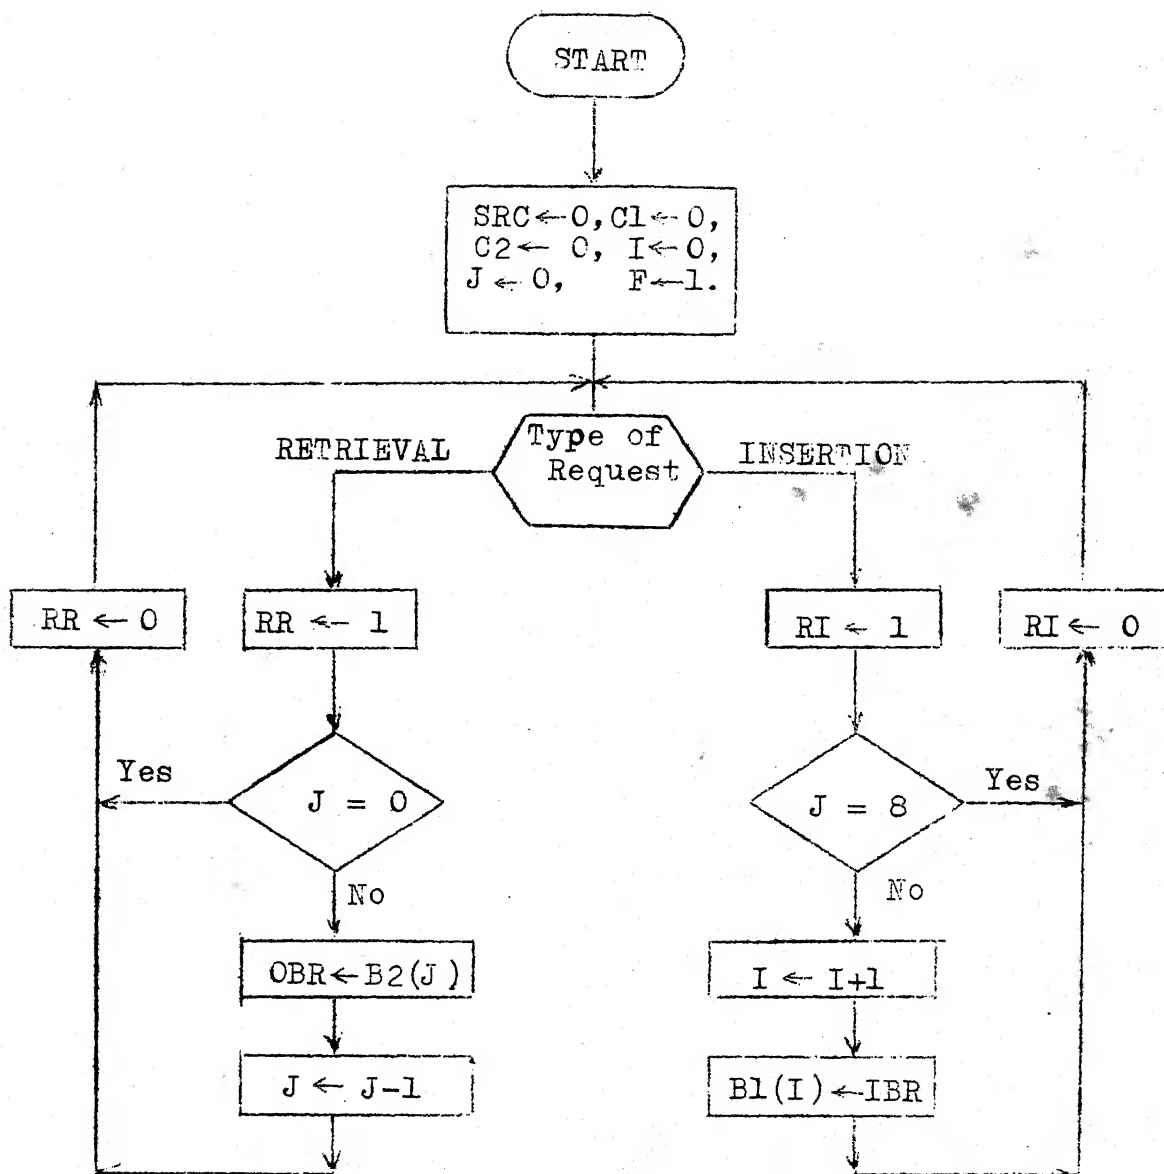 START
SRC←0, C1←0,
C2← 0, I←0,
J←0, F←1.
Type of
Request
RETRIEVAL
INSERTION
RR ← 0
RR ← 1
RI ← 1
RI ← 0
Yes
J = 0
J = 8
Yes
No
No
OBR←B2(J)
I ← I+1
J ← J-1
B1(I)←IBR